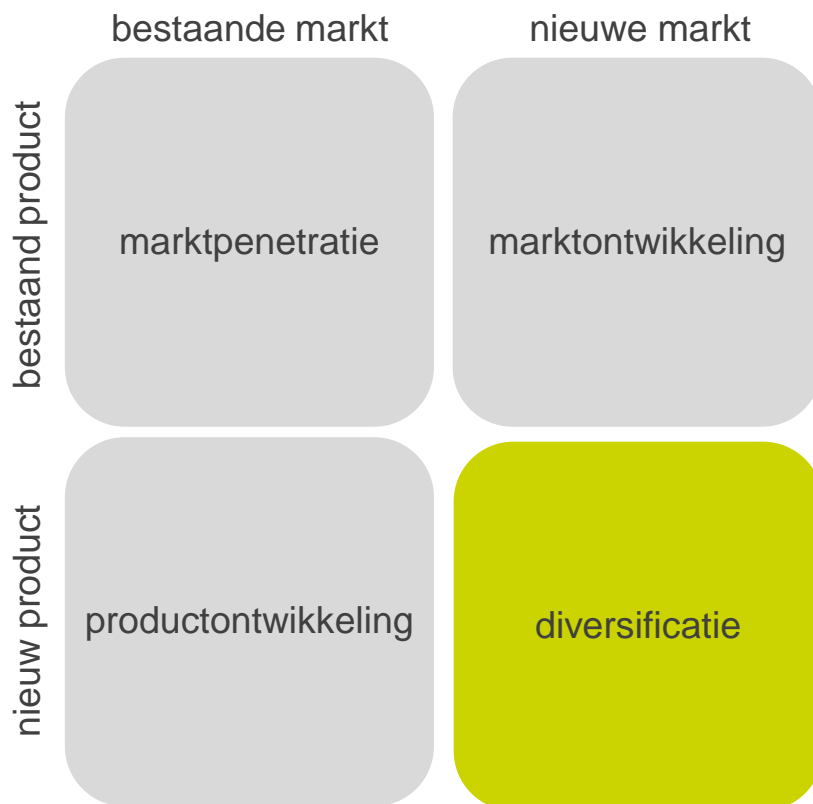 bestaande markt
nieuwe markt
bestaand product
marktpenetratie
marktontwikkeling
nieuw product
productontwikkeling
diversificatie